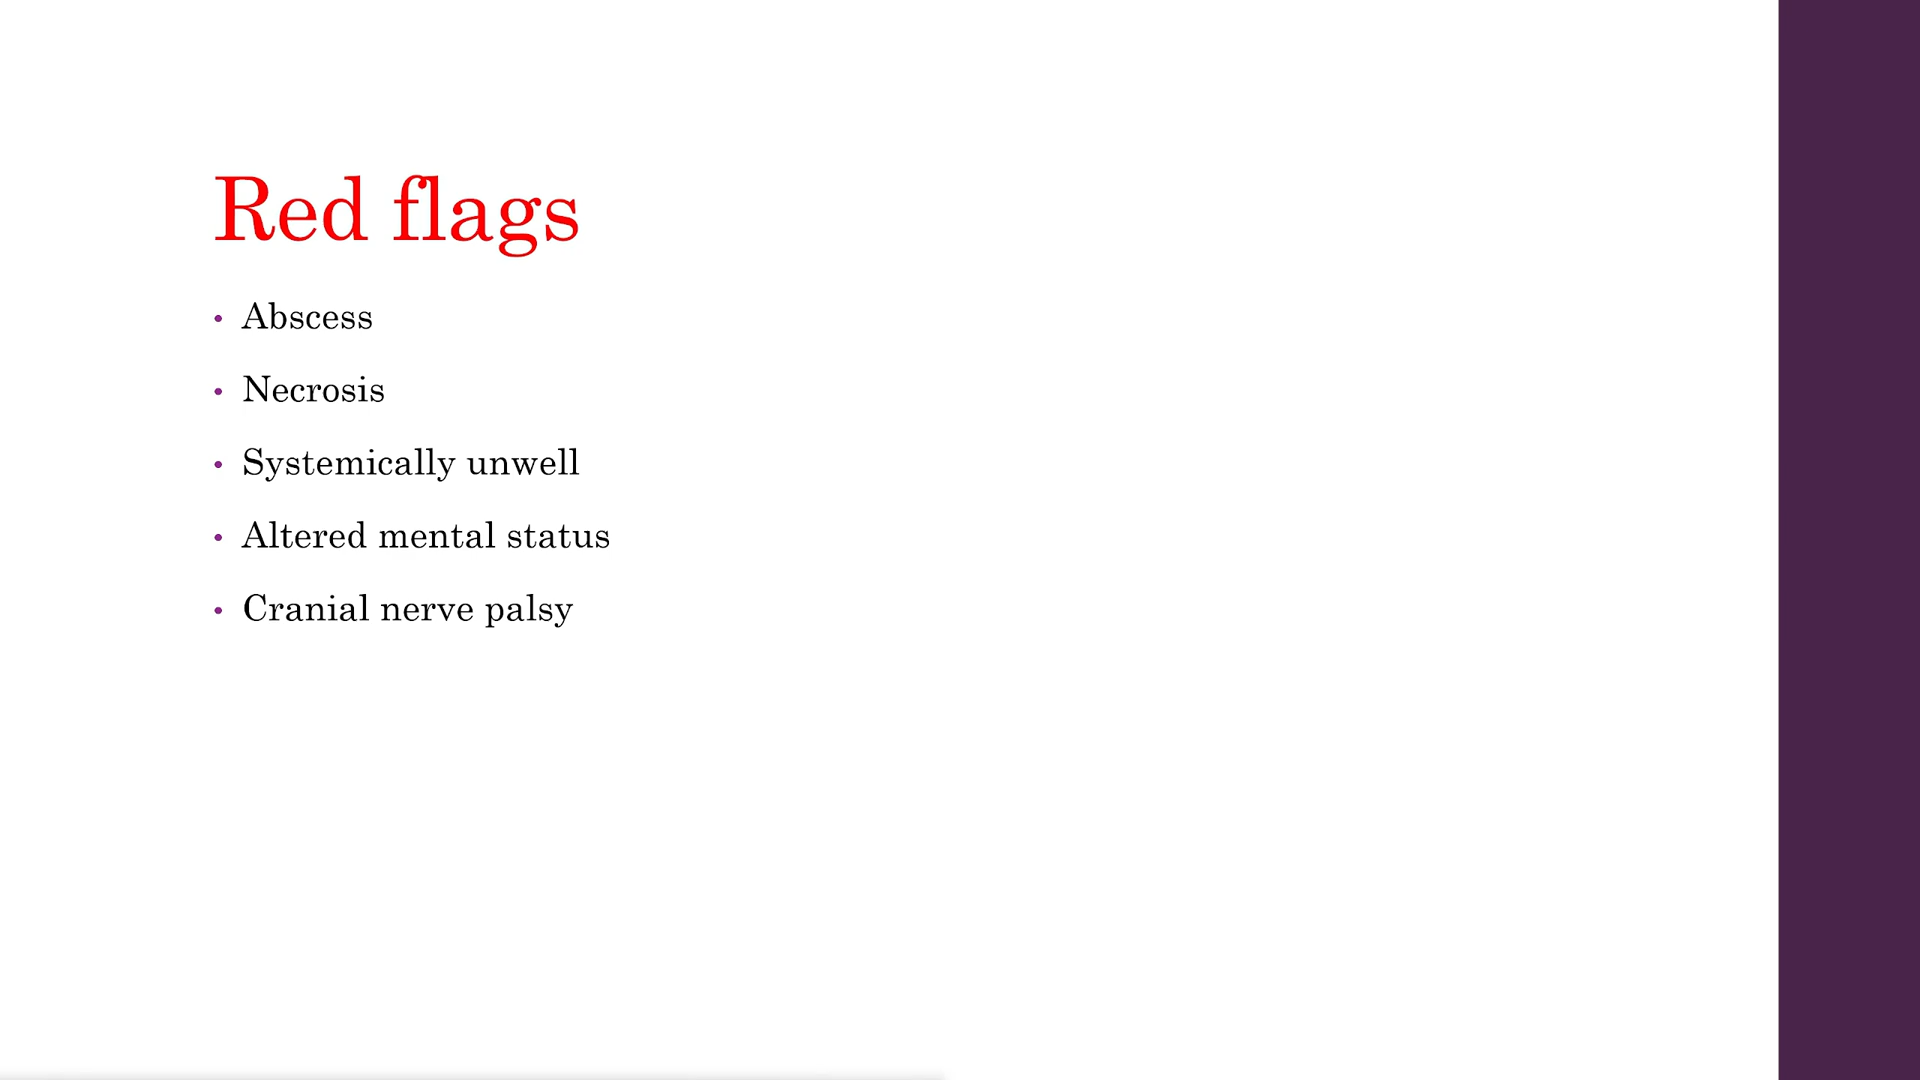 Red flags
• Abscess
• Necrosis
• Systemically unwell
• Altered mental status
• Cranial nerve palsy